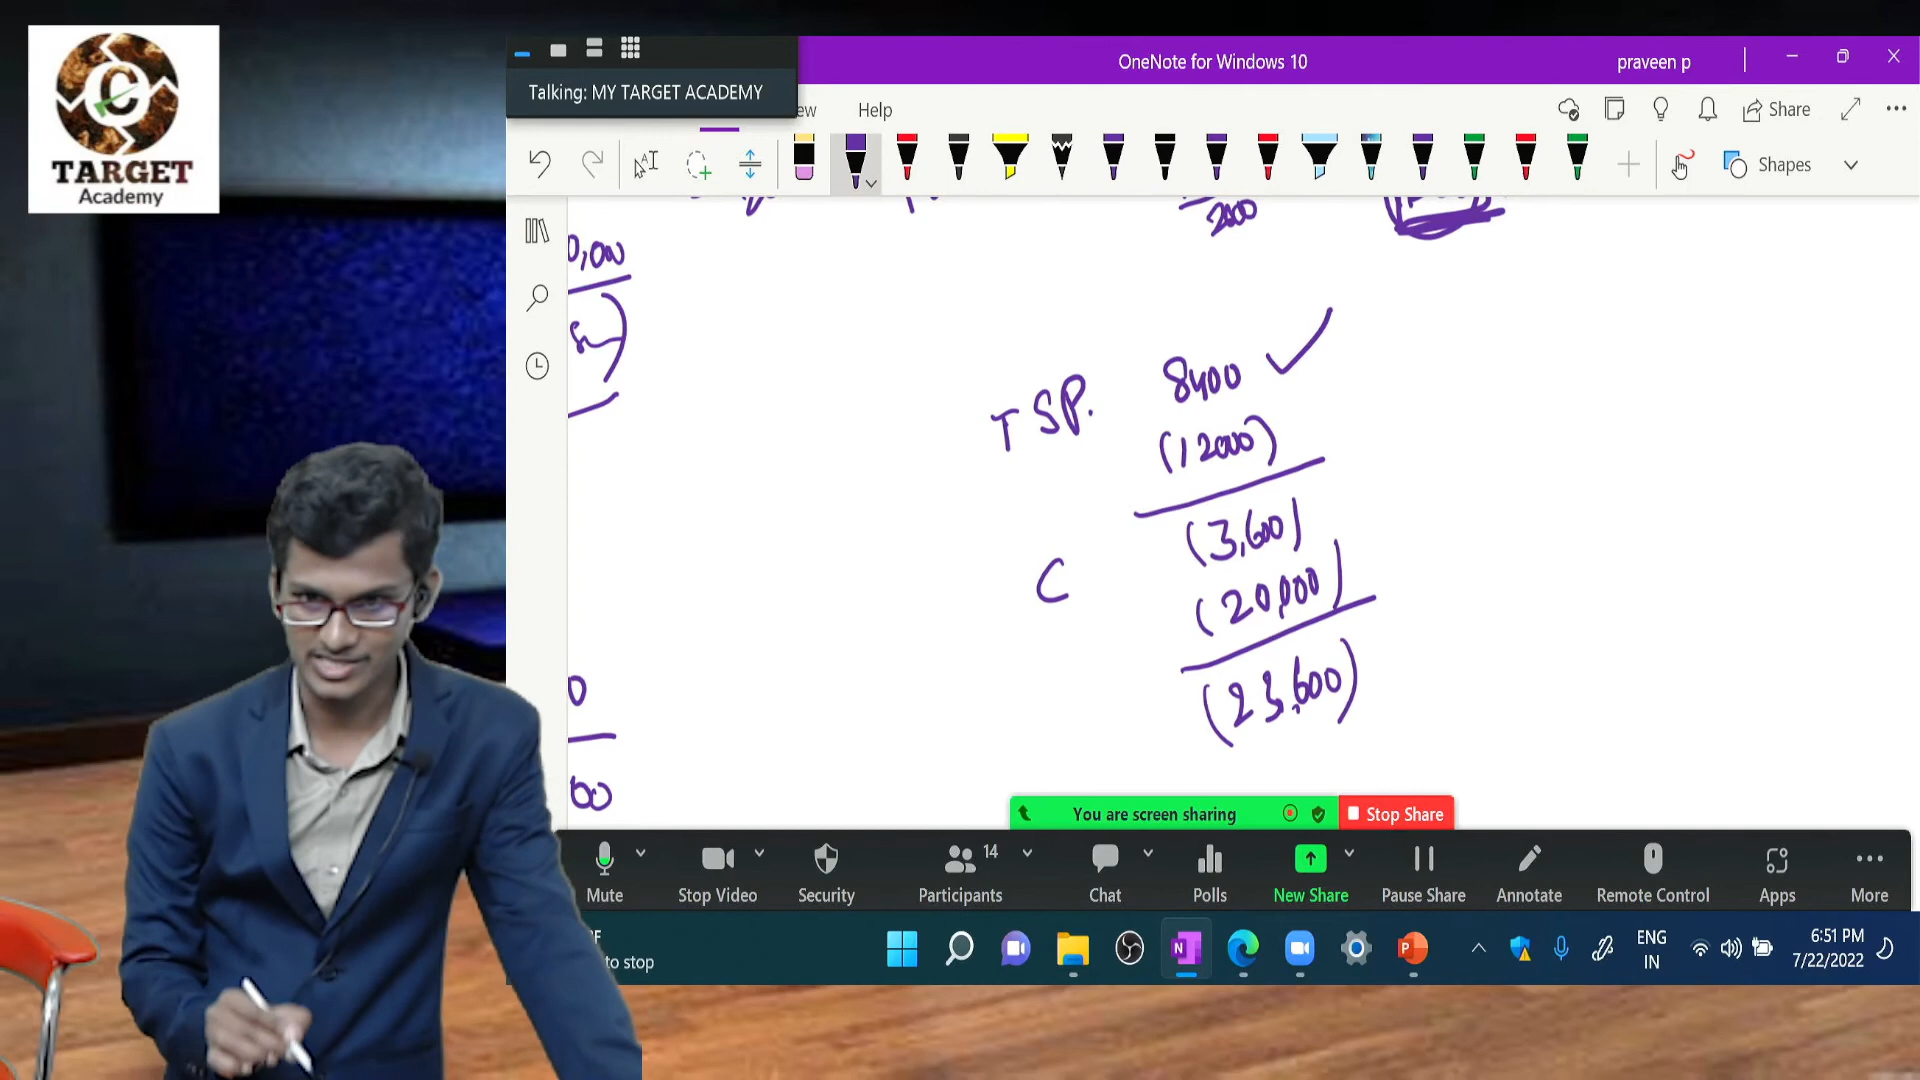 TARGET
Academy
Talking: MY TARGET ACADEMY
OneNote for Windows 10
praveen p
ew
Help
Share
Shapes
2000
0,000
TSP.
8400
(12000)
(3,600)
C
(20,000)
(23,600)
0
00
You are screen sharing
Stop Share
Mute
Stop Video
Security
Participants
14
Chat
Polls
New Share
Pause Share
Annotate
Remote Control
Apps
More
°F
to stop
ENG
IN
6:51 PM
7/22/2022